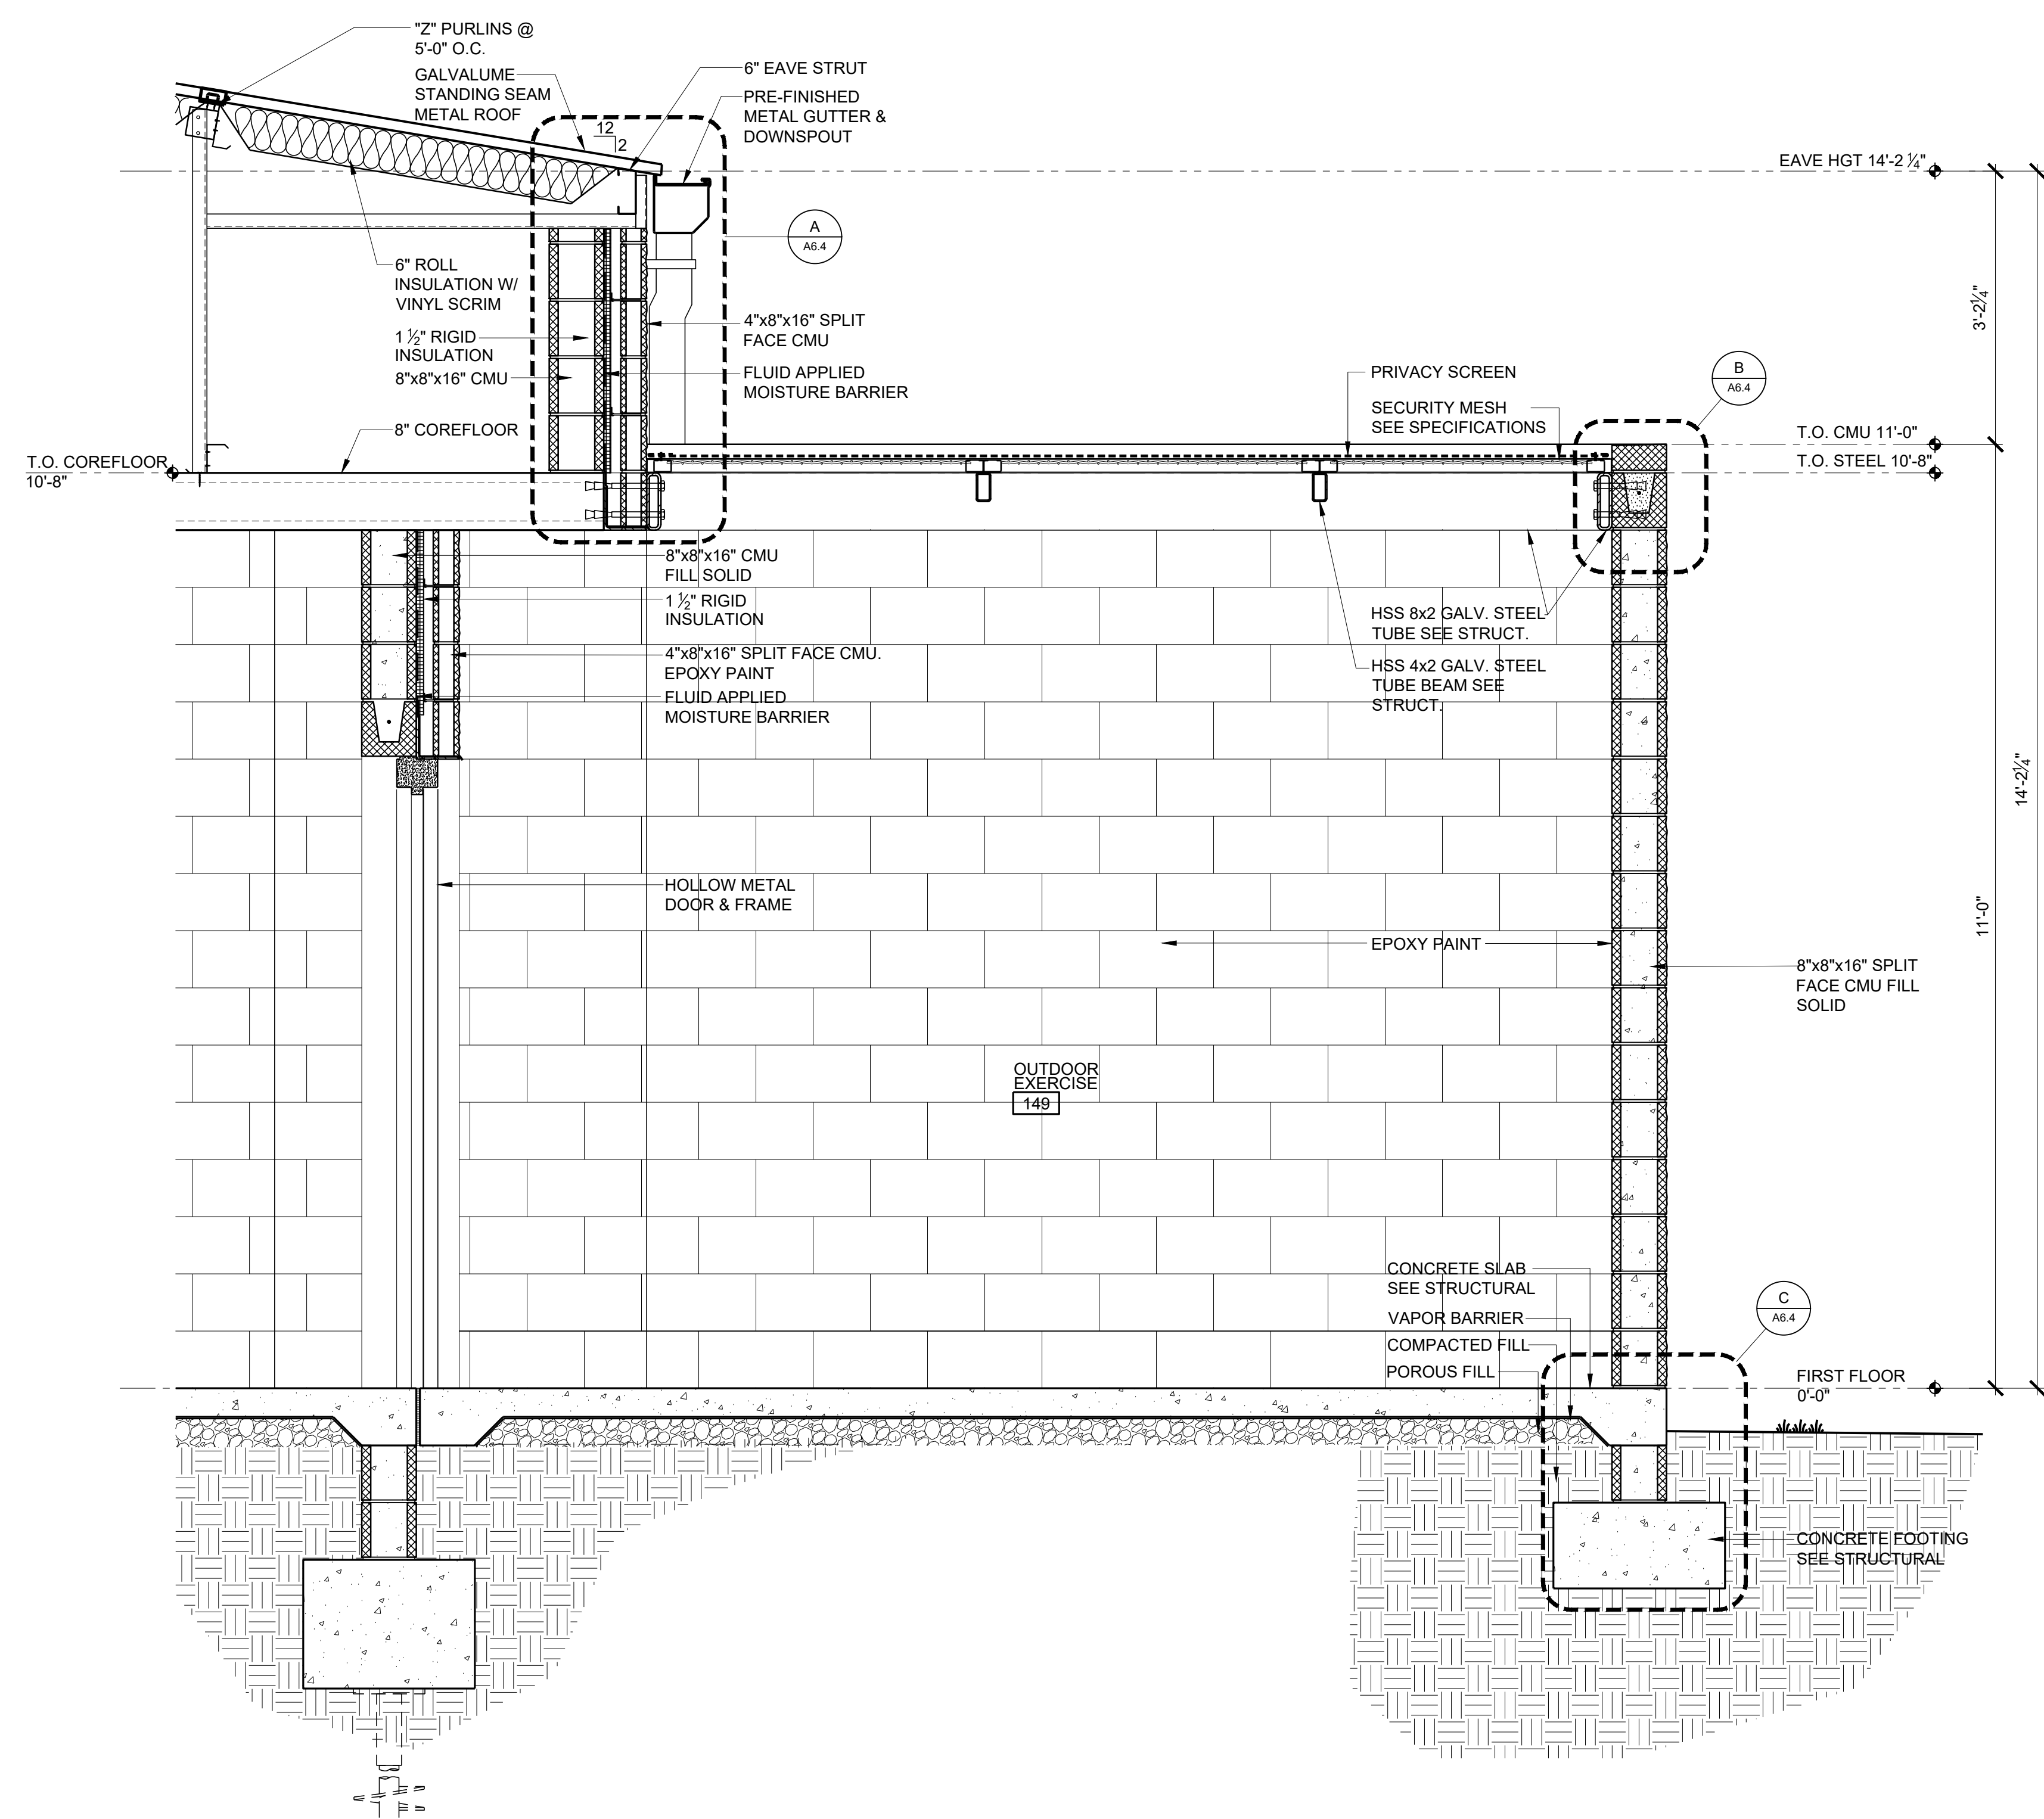 "Z" PURLINS @
5'-0" O.C.
GALVALUME
STANDING SEAM
METAL ROOF
12
2
6" EAVE STRUT
PRE-FINISHED
METAL GUTTER &
DOWNSPOUT
EAVE HGT 14'-2 ¼"
A
A6.4
6" ROLL
INSULATION W/
VINYL SCRIM
1 ½" RIGID
INSULATION
8"x8"x16" CMU
8" COREFLOOR
4"x8"x16" SPLIT
FACE CMU
FLUID APPLIED
MOISTURE BARRIER
3'-2¼"
PRIVACY SCREEN
SECURITY MESH
SEE SPECIFICATIONS
B
A6.4
T.O. CMU 11'-0"
T.O. STEEL 10'-8"
T.O. COREFLOOR
10'-8"
8"x8"x16" CMU
FILL SOLID
1 ½" RIGID
INSULATION
4"x8"x16" SPLIT FACE CMU.
EPOXY PAINT
FLUID APPLIED
MOISTURE BARRIER
HSS 8x2 GALV. STEEL
TUBE SEE STRUCT.
HSS 4x2 GALV. STEEL
TUBE BEAM SEE
STRUCT.
14'-2¼"
HOLLOW METAL
DOOR & FRAME
11'-0"
EPOXY PAINT
8"x8"x16" SPLIT
FACE CMU FILL
SOLID
OUTDOOR
EXERCISE
149
CONCRETE SLAB
SEE STRUCTURAL
VAPOR BARRIER
COMPACTED FILL
POROUS FILL
C
A6.4
FIRST FLOOR
0'-0"
CONCRETE FOOTING
SEE STRUCTURAL